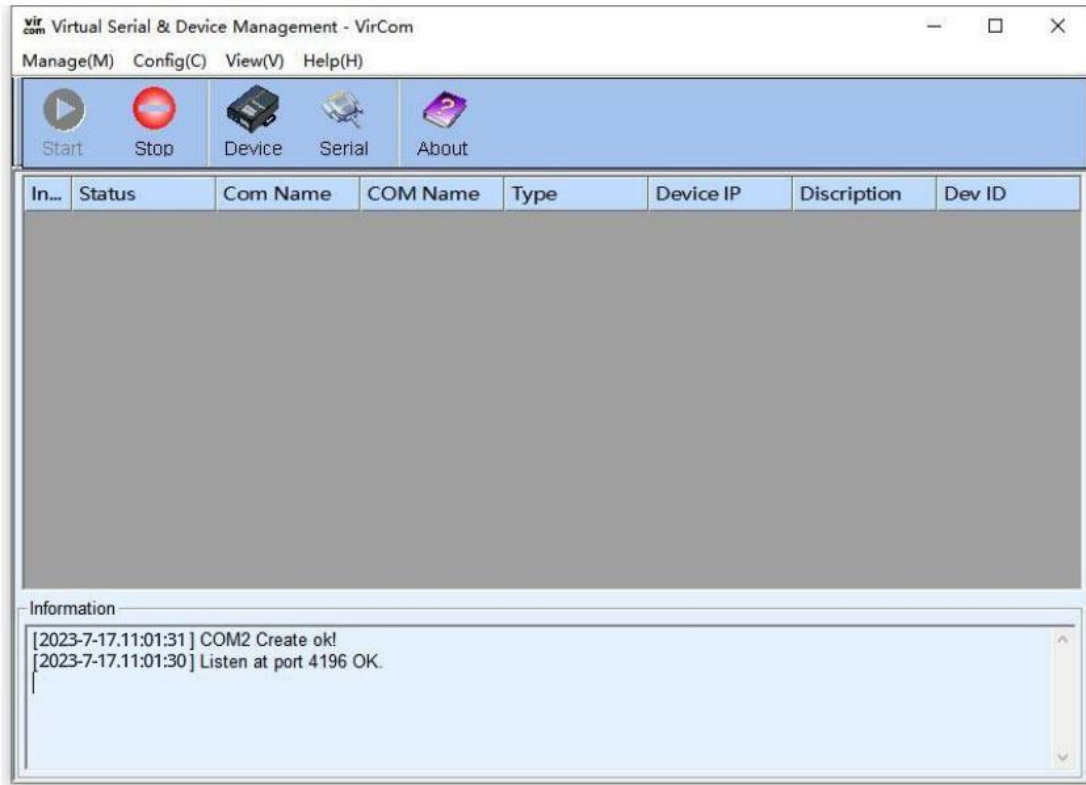 vir com Virtual Serial & Device Management - VirCom
Manage(M) Config(C) View(V) Help(H)
Start Stop Device Serial About
In... Status Com Name COM Name Type Device IP Discription Dev ID
Information
[2023-7-17.11:01:31] COM2 Create ok!
[2023-7-17.11:01:30] Listen at port 4196 OK.